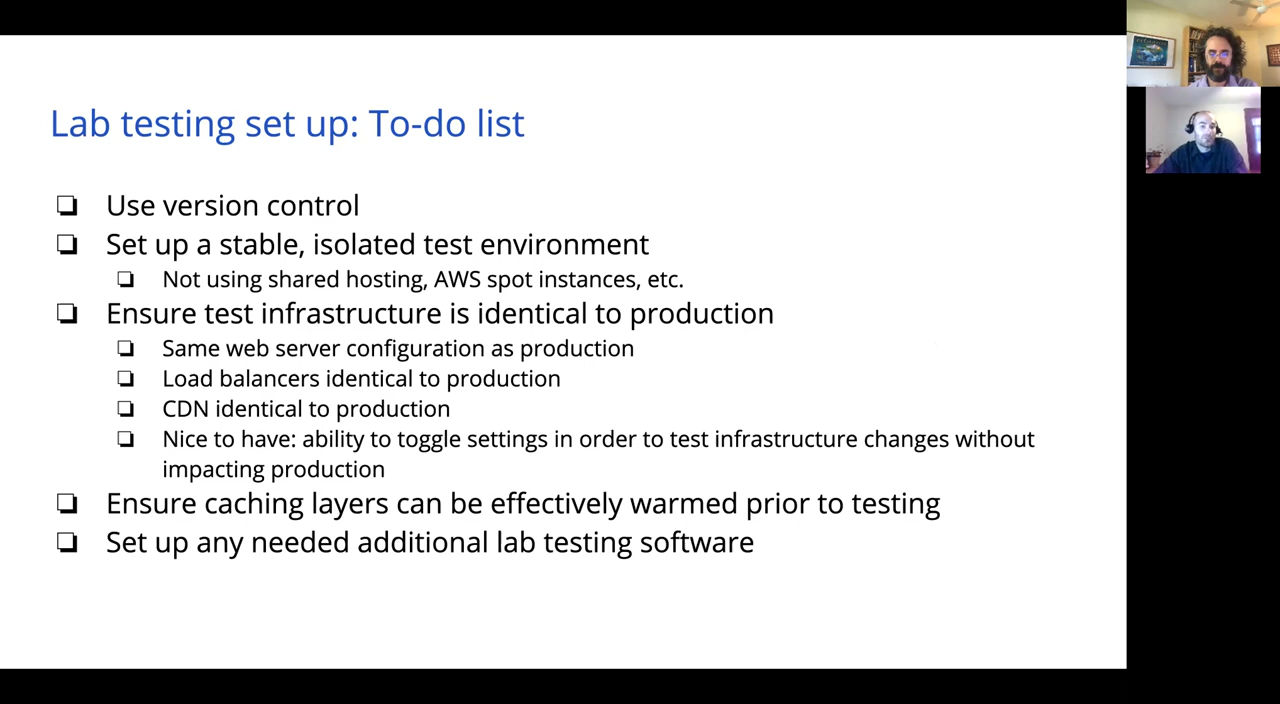 Lab testing set up: To-do list
❏ Use version control
❏ Set up a stable, isolated test environment
❏ Not using shared hosting, AWS spot instances, etc.
❏ Ensure test infrastructure is identical to production
❏ Same web server configuration as production
❏ Load balancers identical to production
❏ CDN identical to production
❏ Nice to have: ability to toggle settings in order to test infrastructure changes without
impacting production
❏ Ensure caching layers can be effectively warmed prior to testing
❏ Set up any needed additional lab testing software